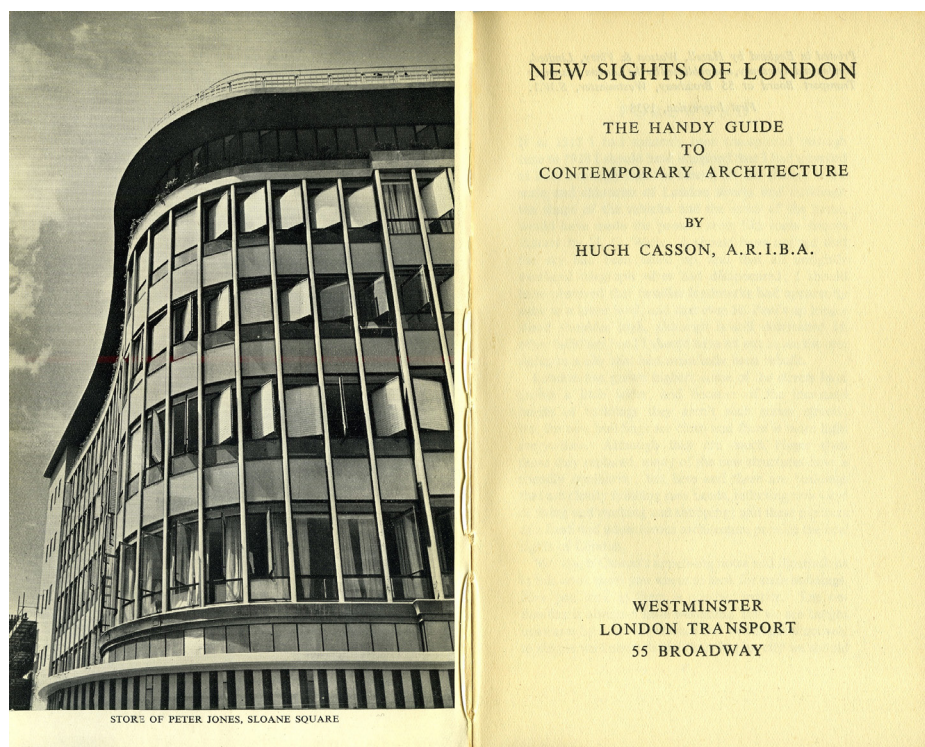 STORE OF PETER JONES, SLOANE SQUARE
NEW SIGHTS OF LONDON
THE HANDY GUIDE
TO
CONTEMPORARY ARCHITECTURE
BY
HUGH CASSON, A.R.I.B.A.
WESTMINSTER
LONDON TRANSPORT
55 BROADWAY